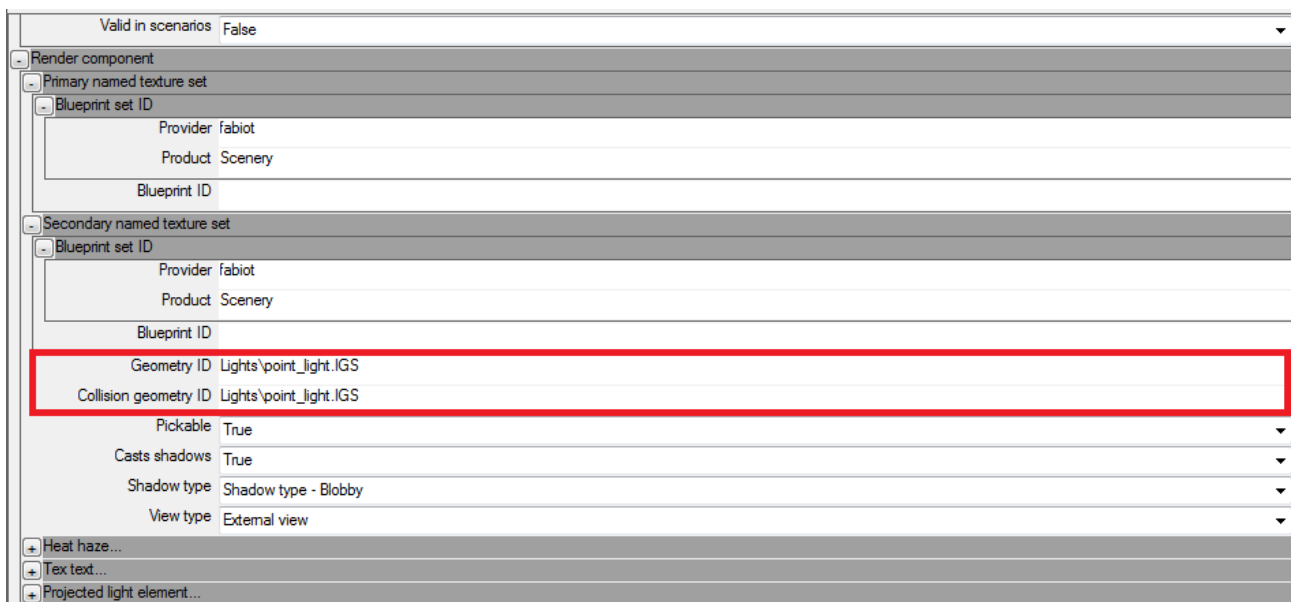 Valid in scenarios False
Render component
Primary named texture set
Blueprint set ID
Provider fabiot
Product Scenery
Blueprint ID
Secondary named texture set
Blueprint set ID
Provider fabiot
Product Scenery
Blueprint ID
Geometry ID Lights\point_light.IGS
Collision geometry ID Lights\point_light.IGS
Pickable True
Casts shadows True
Shadow type Shadow type - Blobby
View type External view
Heat haze...
Tex text...
Projected light element...